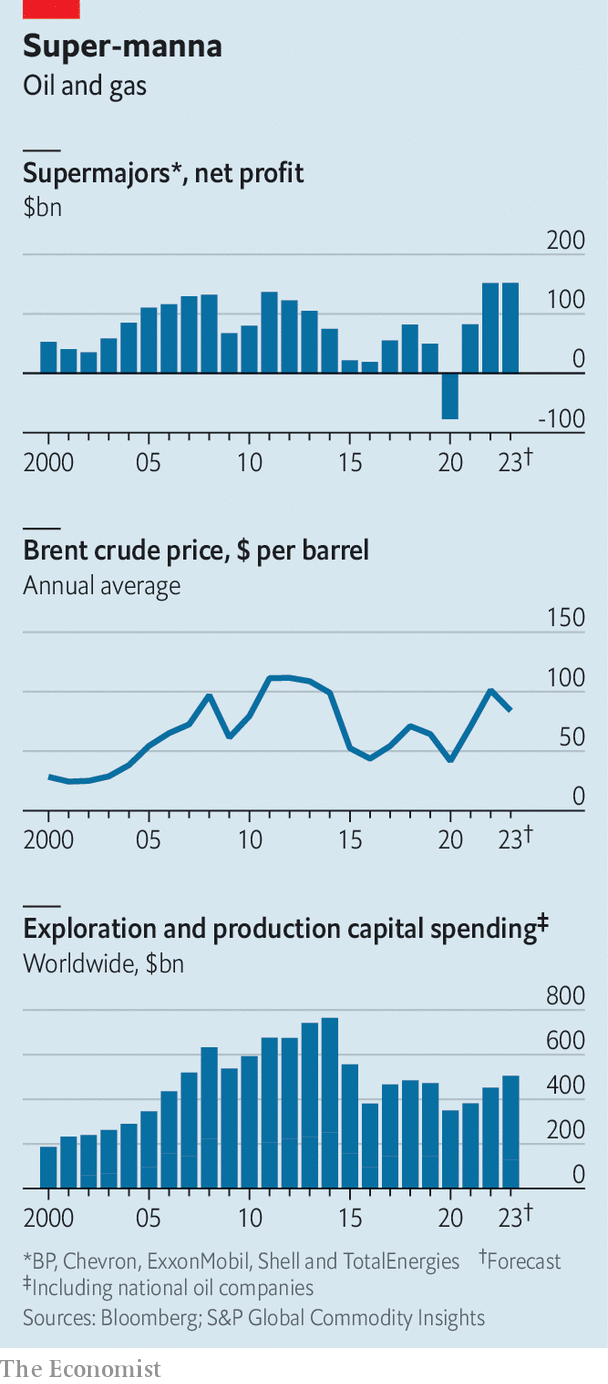 Super-manna
Oil and gas
Supermajors*, net profit
$bn
200
100
0
-100
2000 05 10 15 20 23†
Brent crude price, $ per barrel
Annual average
150
100
50
0
2000 05 10 15 20 23†
Exploration and production capital spending‡
Worldwide, $bn
800
600
400
200
0
2000 05 10 15 20 23†
*BP, Chevron, ExxonMobil, Shell and TotalEnergies †Forecast
‡Including national oil companies
Sources: Bloomberg; S&P Global Commodity Insights
The Economist